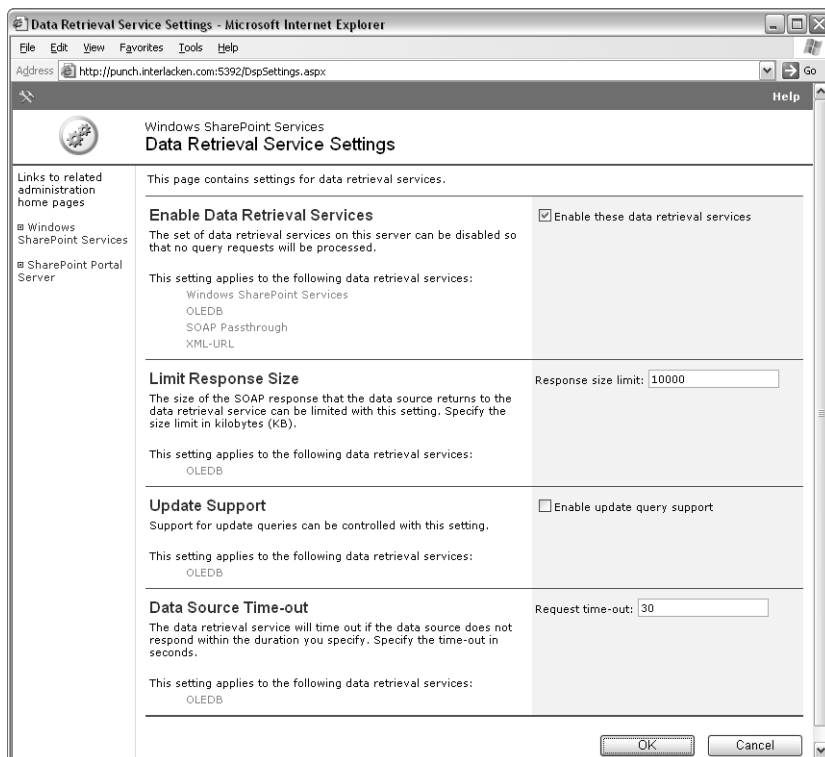 Data Retrieval Service Settings - Microsoft Internet Explorer
File Edit View Favorites Tools Help
Address http://punch.interlacken.com:5392/DspSettings.aspx Go
Help
Windows SharePoint Services
Data Retrieval Service Settings
Links to related
administration
home pages
Windows
SharePoint Services
SharePoint Portal
Server
This page contains settings for data retrieval services.
Enable Data Retrieval Services
The set of data retrieval services on this server can be disabled so
that no query requests will be processed.
This setting applies to the following data retrieval services:
Windows SharePoint Services
OLEDB
SOAP Passthrough
XML-URL
Enable these data retrieval services
Limit Response Size
The size of the SOAP response that the data source returns to the
data retrieval service can be limited with this setting. Specify the
size limit in kilobytes (KB).
This setting applies to the following data retrieval services:
OLEDB
Response size limit: 10000
Update Support
Support for update queries can be controlled with this setting.
This setting applies to the following data retrieval services:
OLEDB
Enable update query support
Data Source Time-out
The data retrieval service will time out if the data source does not
respond within the duration you specify. Specify the time-out in
seconds.
This setting applies to the following data retrieval services:
OLEDB
Request time-out: 30
OK Cancel